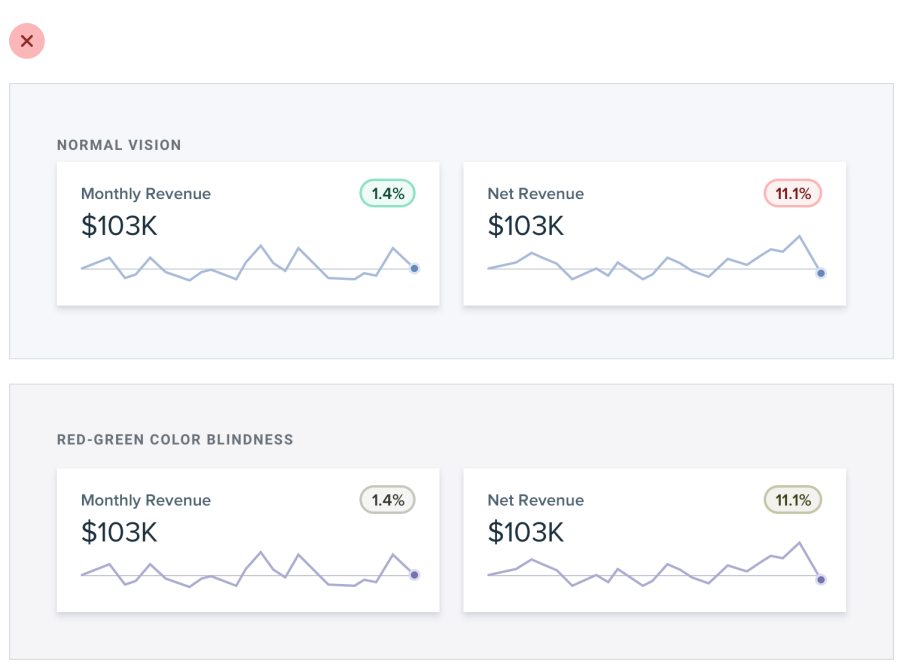 NORMAL VISION
Monthly Revenue 1.4%
$103K
Net Revenue 11.1%
$103K
RED-GREEN COLOR BLINDNESS
Monthly Revenue 1.4%
$103K
Net Revenue 11.1%
$103K